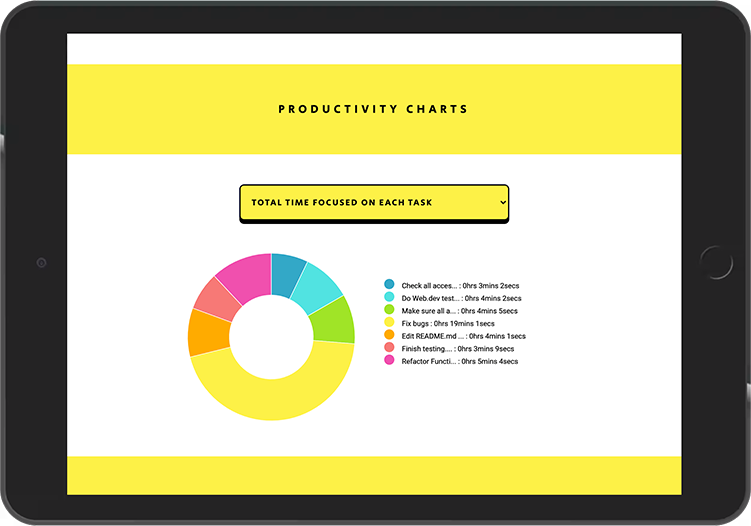 PRODUCTIVITY CHARTS
TOTAL TIME FOCUSED ON EACH TASK
Check all acces... : 0hrs 3mins 2secs
Do Web.dev test... : 0hrs 4mins 2secs
Make sure all a... : 0hrs 4mins 5secs
Fix bugs : 0hrs 19mins 1secs
Edit README.md ... : 0hrs 4mins 1secs
Finish testing.... : 0hrs 3mins 9secs
Refactor Functi... : 0hrs 5mins 4secs